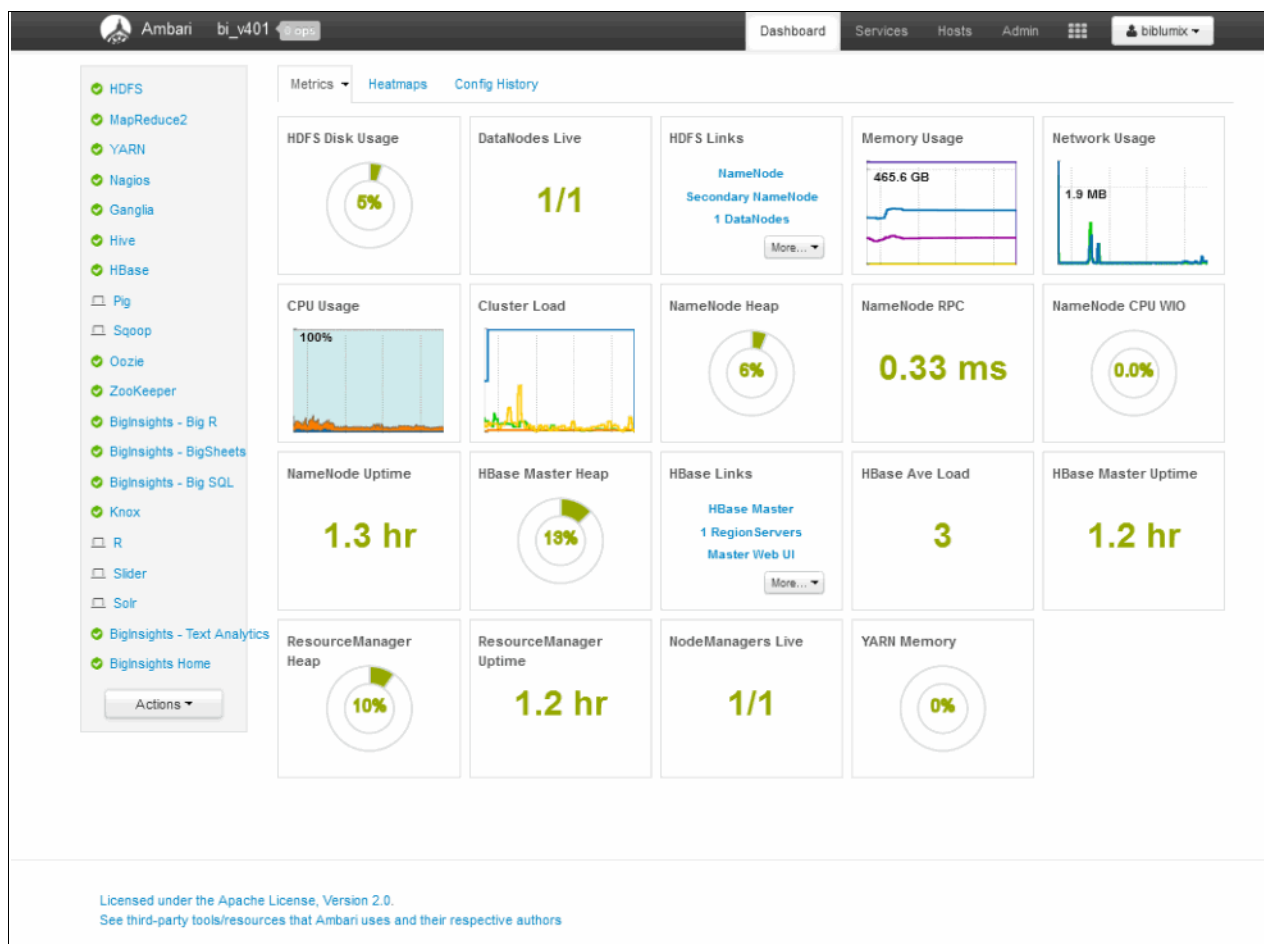 Ambari bi_v401 0 ops Dashboard Services Hosts Admin biblumix
HDFS
MapReduce2
YARN
Nagios
Ganglia
Hive
HBase
Pig
Sqoop
Oozie
ZooKeeper
BigInsights - Big R
BigInsights - BigSheets
BigInsights - Big SQL
Knox
R
Slider
Solr
BigInsights - Text Analytics
BigInsights Home
Actions
Metrics Heatmaps Config History
HDFS Disk Usage
5%
DataNodes Live
1/1
HDFS Links
NameNode
Secondary NameNode
1 DataNodes
More...
Memory Usage
465.6 GB
Network Usage
1.9 MB
CPU Usage
100%
Cluster Load
NameNode Heap
6%
NameNode RPC
0.33 ms
NameNode CPU WIO
0.0%
NameNode Uptime
1.3 hr
HBase Master Heap
13%
HBase Links
HBase Master
1 RegionServers
Master Web UI
More...
HBase Ave Load
3
HBase Master Uptime
1.2 hr
ResourceManager
Heap
10%
ResourceManager
Uptime
1.2 hr
NodeManagers Live
1/1
YARN Memory
0%
Licensed under the Apache License, Version 2.0.
See third-party tools/resources that Ambari uses and their respective authors